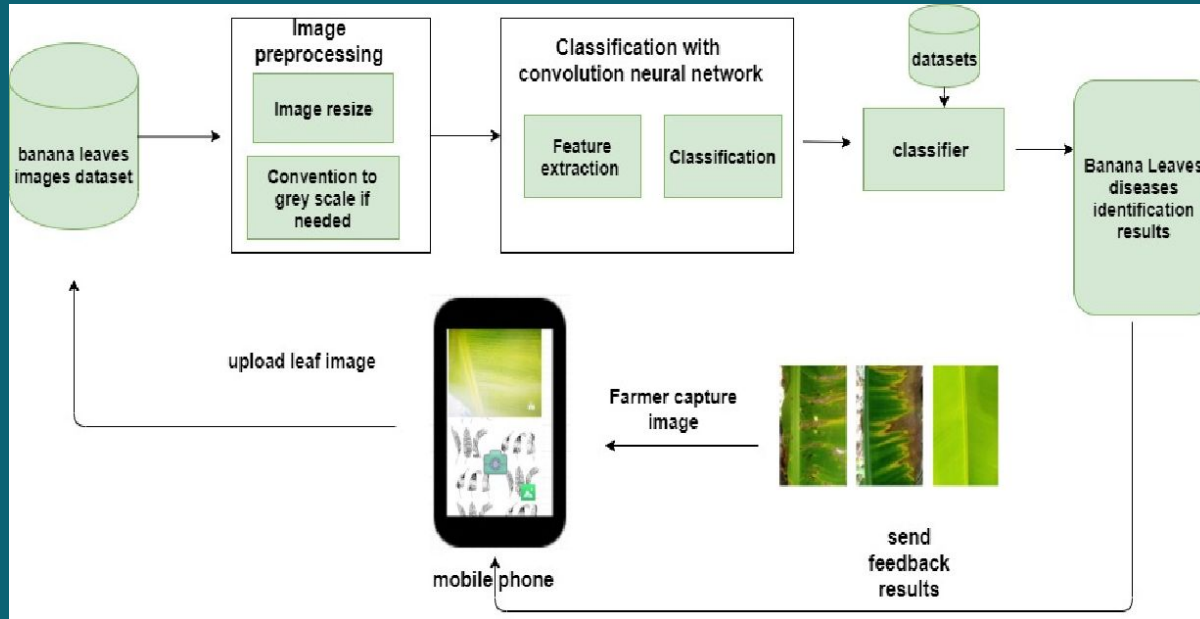 Image
preprocessing
Image resize
Convention to
grey scale if
needed
banana leaves
images dataset
Classification with
convolution neural network
Feature
extraction
Classification
datasets
classifier
Banana Leaves
diseases
identification
results
upload leaf image
Farmer capture
image
mobile phone
send
feedback
results